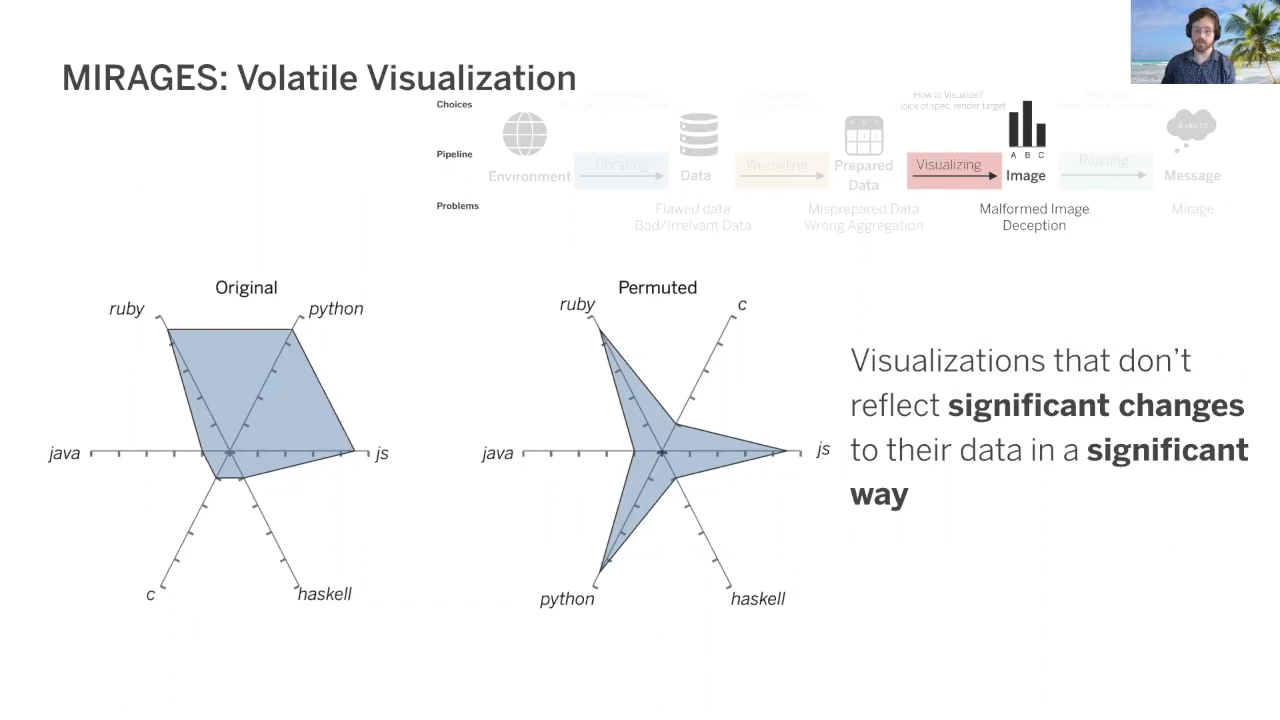 MIRAGES: Volatile Visualization
Choices
How to Visualize?
Choice of spec, render target
Pipeline
Environment
Curating
Data
Wrangling
Prepared
Data
Visualizing
A B C
Image
Reading
Message
Problems
Flawed data
Bad/Irrelvant Data
Misprepared Data
Wrong Aggregation
Malformed Image
Deception
Mirage
Original
ruby
python
java
js
c
haskell
Permuted
ruby
c
java
js
python
haskell
Visualizations that don't
reflect significant changes
to their data in a significant
way